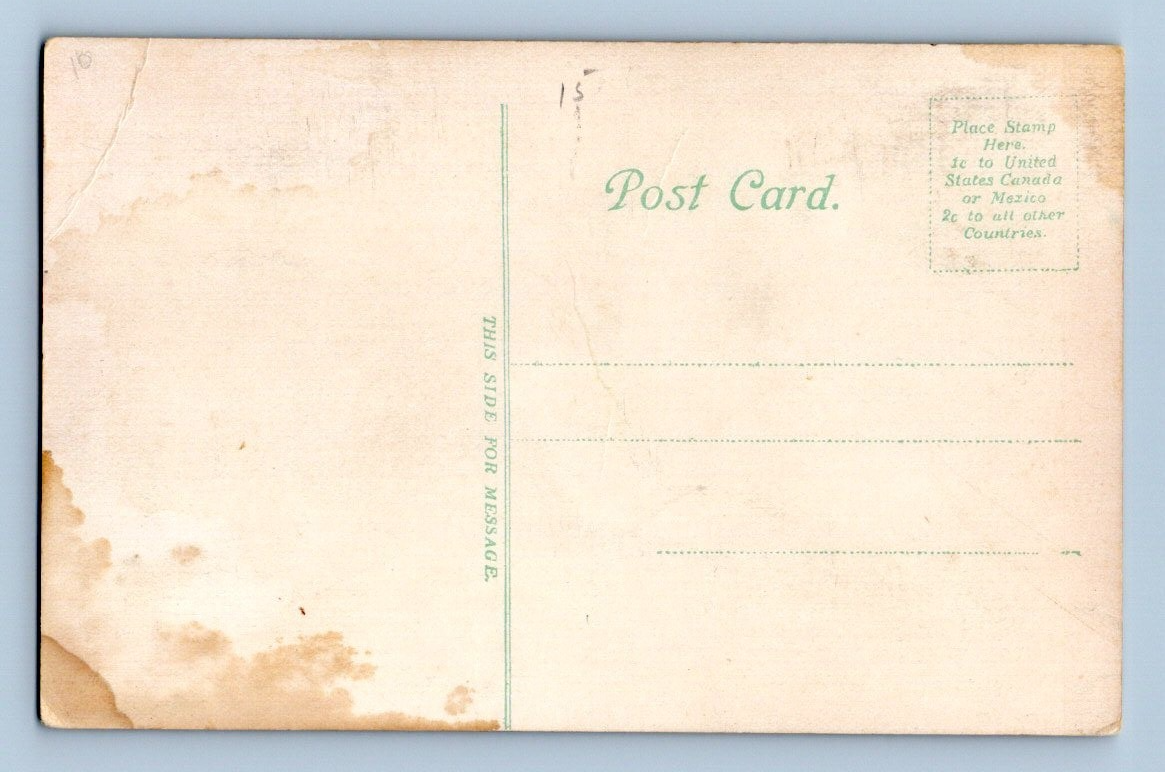 10
15
Post Card.
Place Stamp
Here.
1c to United
States Canada
or Mexico
2c to all other
Countries.
THIS SIDE FOR MESSAGE.